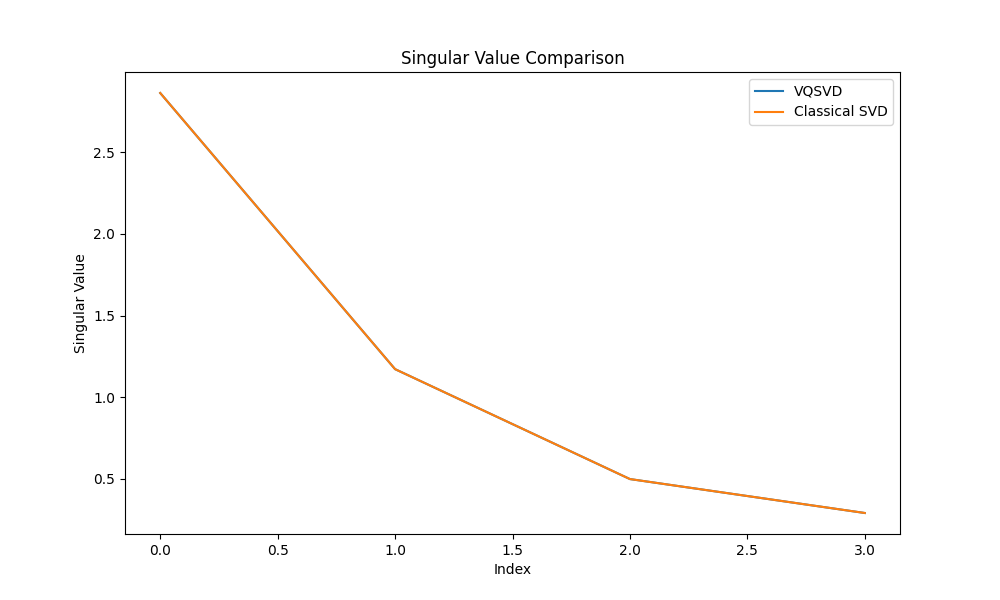 Singular Value Comparison
VQSVD
Classical SVD
2.5
2.0
1.5
1.0
0.5
Singular Value
0.0 0.5 1.0 1.5 2.0 2.5 3.0
Index